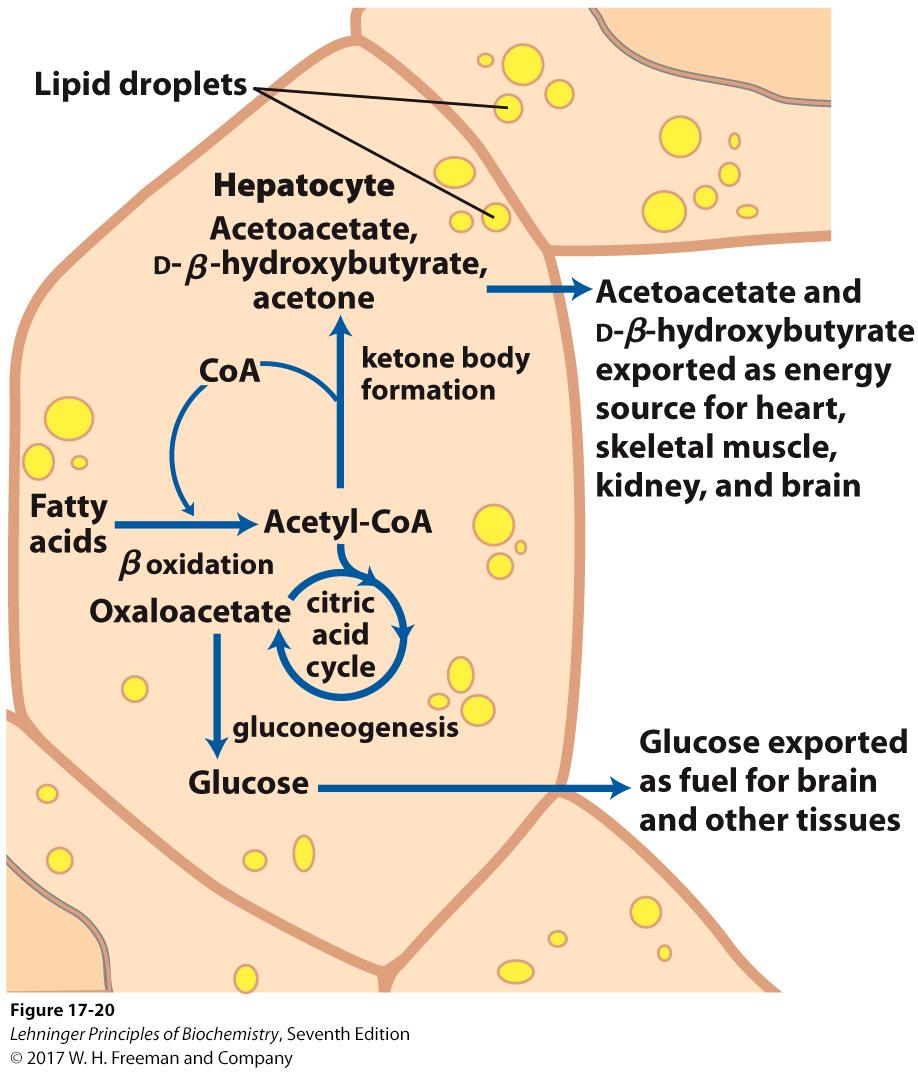 Lipid droplets
Hepatocyte
Acetoacetate,
D-β-hydroxybutyrate,
acetone
Acetoacetate and
D-β-hydroxybutyrate
exported as energy
source for heart,
skeletal muscle,
kidney, and brain
CoA
ketone body
formation
Fatty
acids
Acetyl-CoA
β oxidation
Oxaloacetate
citric
acid
cycle
gluconeogenesis
Glucose
Glucose exported
as fuel for brain
and other tissues
Figure 17-20
Lehninger Principles of Biochemistry, Seventh Edition
© 2017 W. H. Freeman and Company